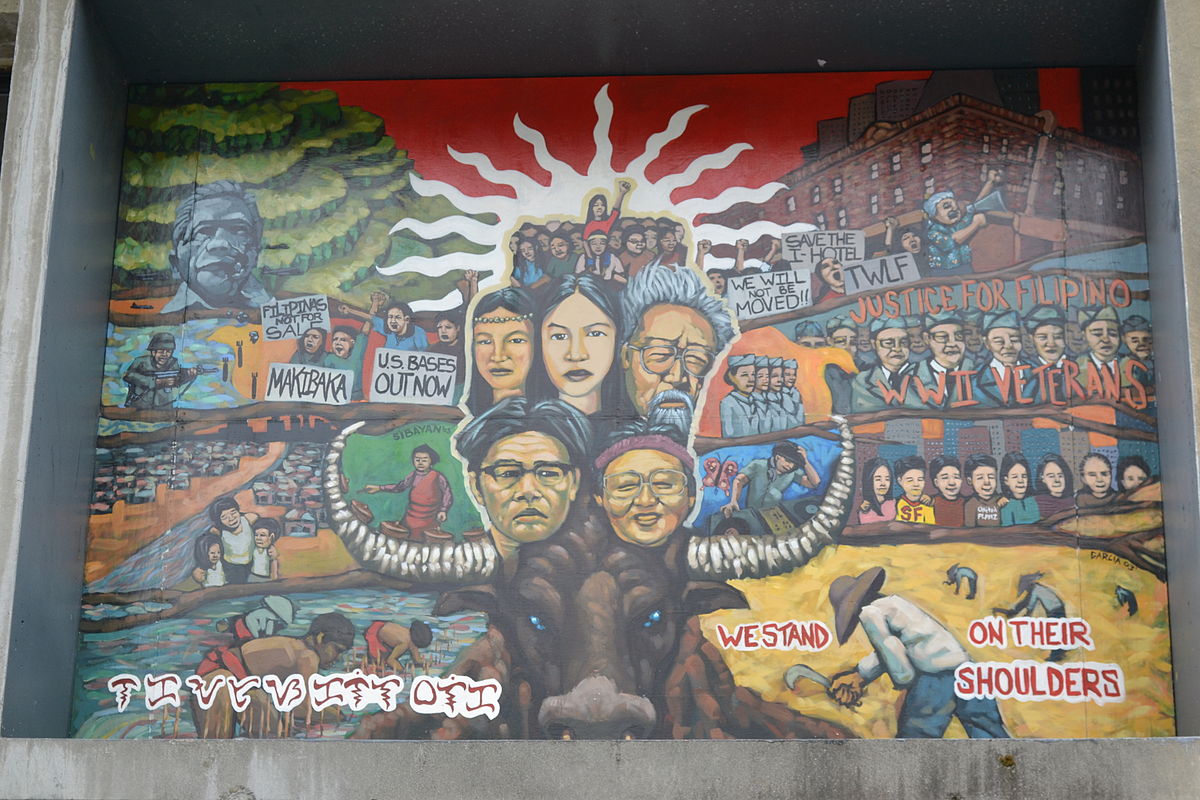 FILIPINAS
NOT FOR
SALE
MAKIBAKA
U.S. BASES
OUT NOW
SAVE THE
I-HOTEL
WE WILL
NOT BE
MOVED!!
TWLF
JUSTICE FOR FILIPINO
WWII VETERANS
SIBAYAN
SF
GARCIA
WE STAND
ON THEIR
SHOULDERS